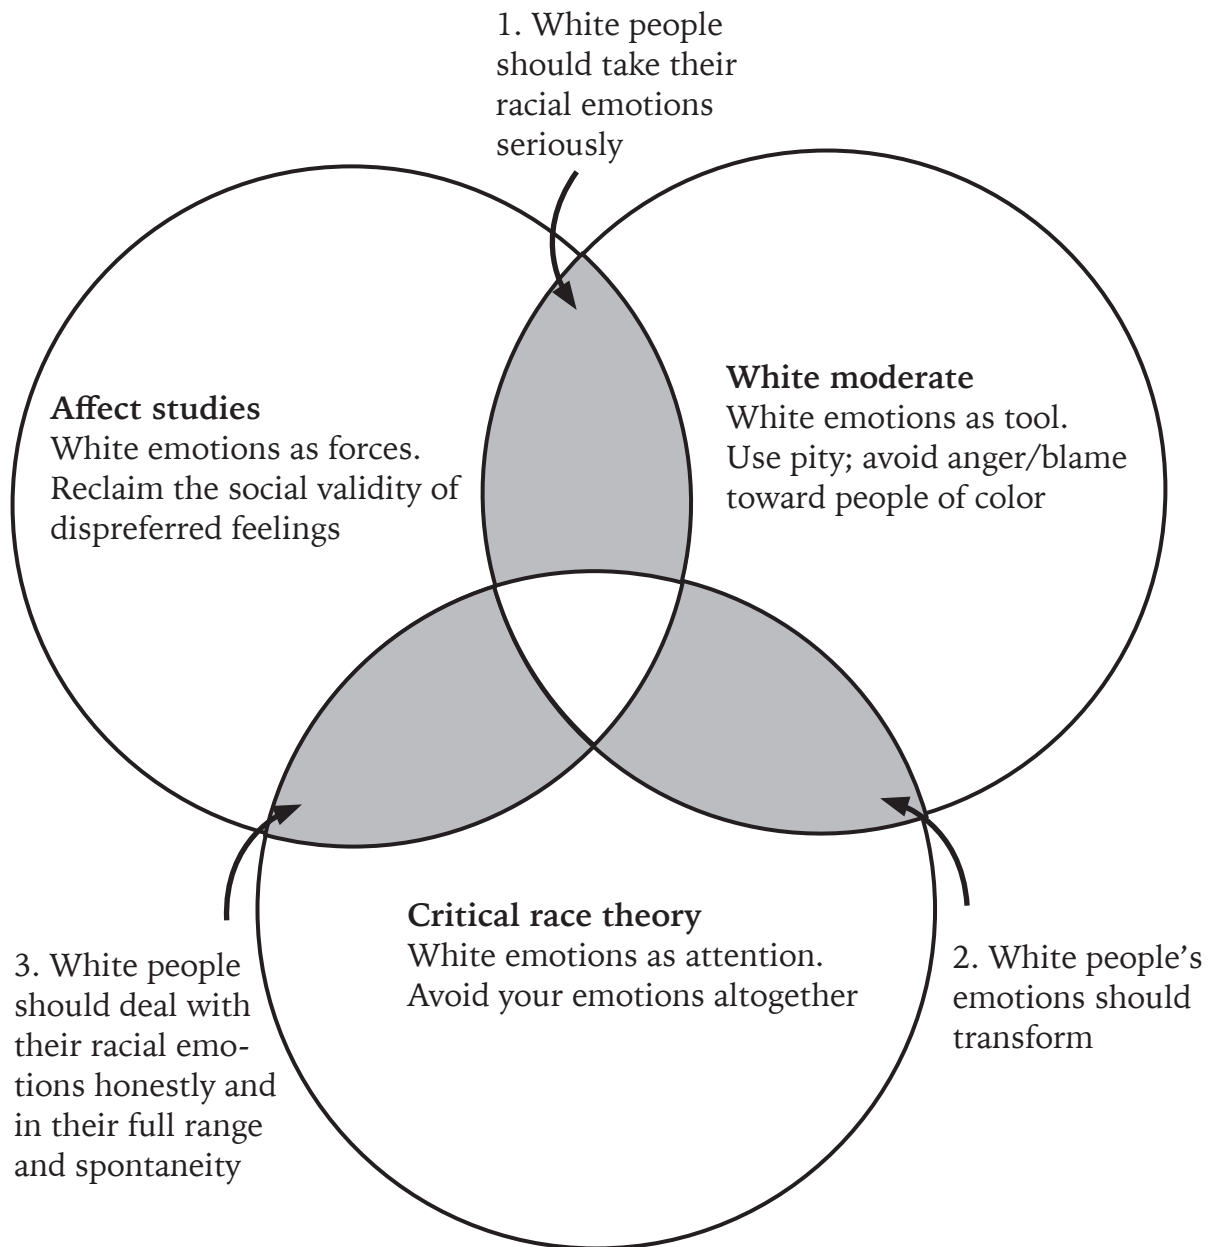 1. White people
should take their
racial emotions
seriously
Affect studies
White emotions as forces.
Reclaim the social validity of
dispreferred feelings
White moderate
White emotions as tool.
Use pity; avoid anger/blame
toward people of color
Critical race theory
White emotions as attention.
Avoid your emotions altogether
3. White people
should deal with
their racial emo-
tions honestly and
in their full range
and spontaneity
2. White people’s
emotions should
transform